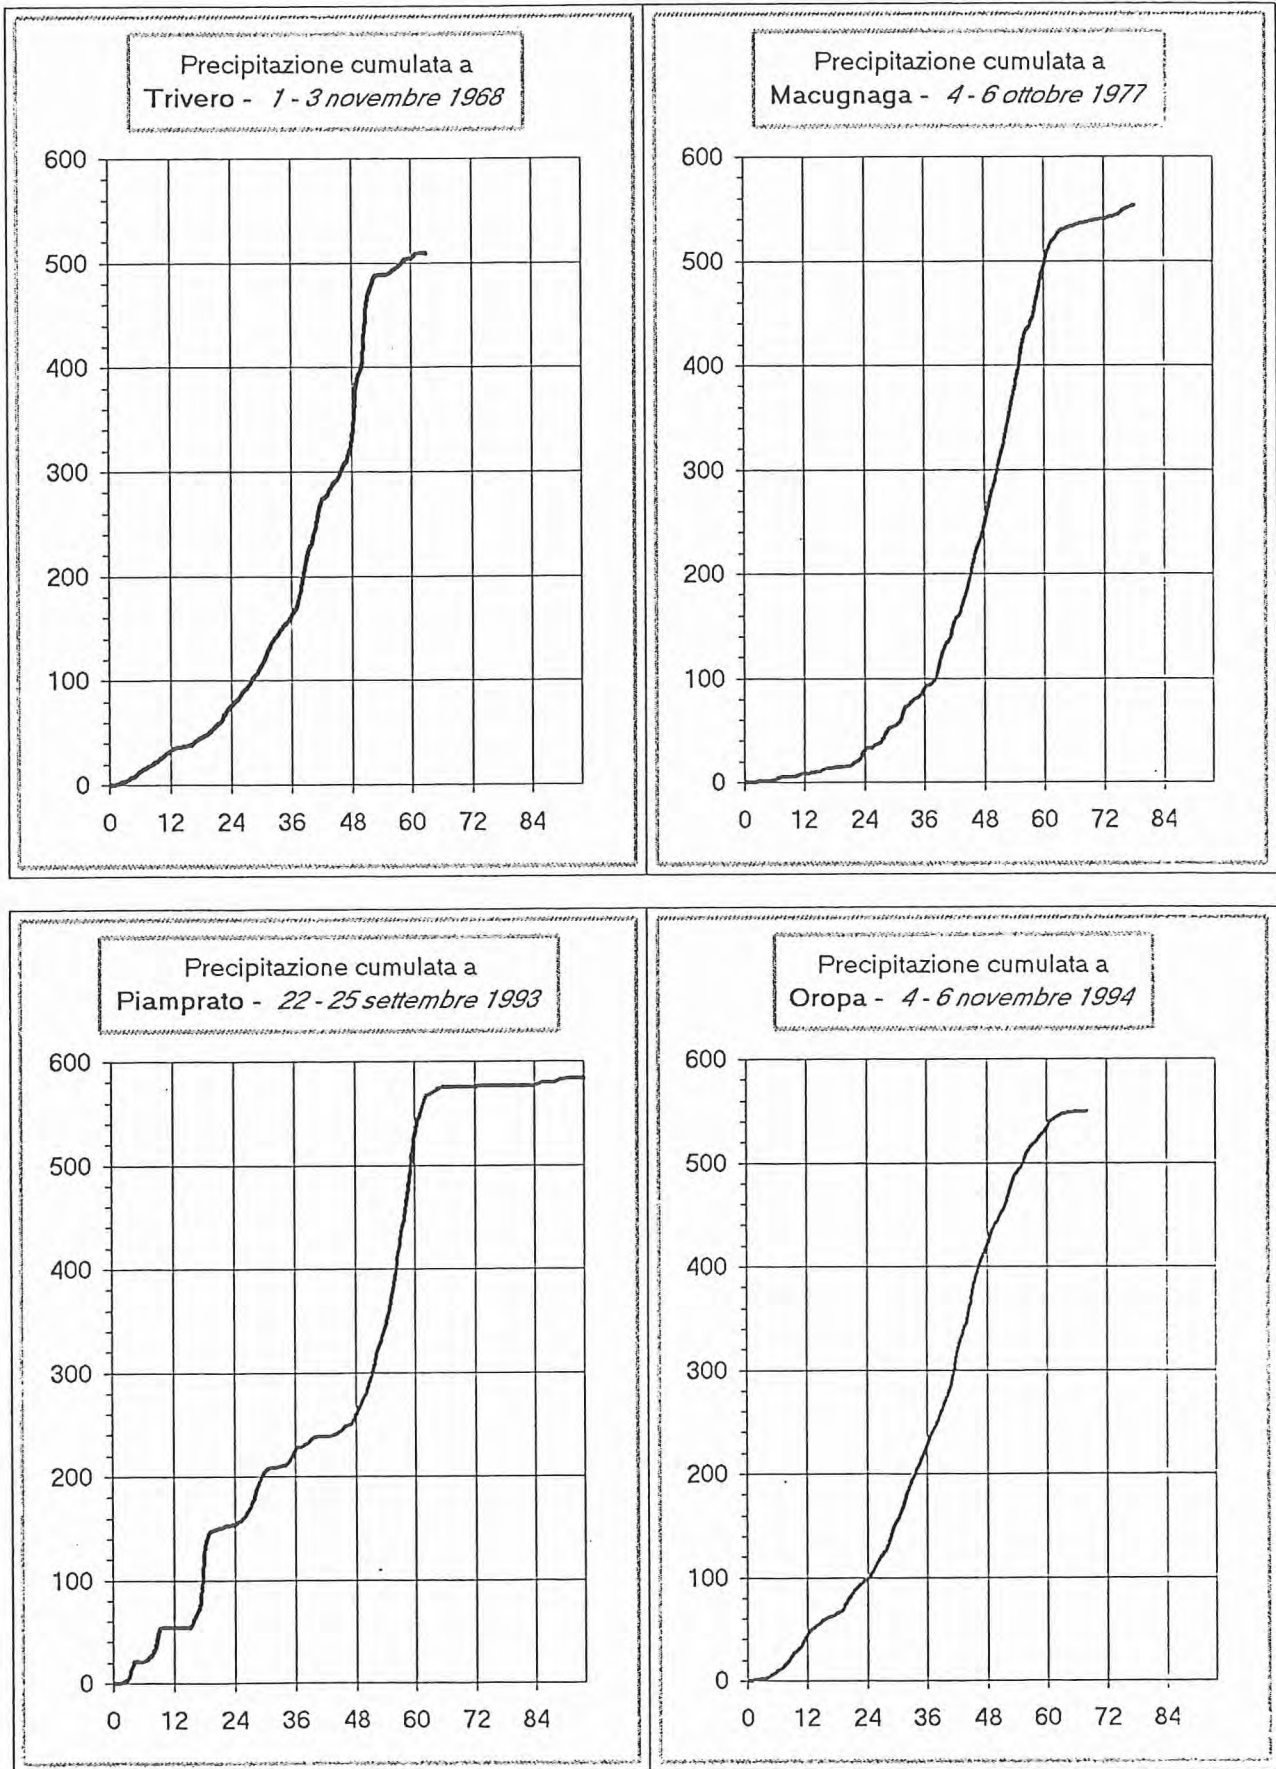 Precipitazione cumulata a
Trivero - 1 - 3 novembre 1968
600
500
400
300
200
100
0
0 12 24 36 48 60 72 84
Precipitazione cumulata a
Macugnaga - 4 - 6 ottobre 1977
600
500
400
300
200
100
0
0 12 24 36 48 60 72 84
Precipitazione cumulata a
Piamprato - 22 - 25 settembre 1993
600
500
400
300
200
100
0
0 12 24 36 48 60 72 84
Precipitazione cumulata a
Oropa - 4 - 6 novembre 1994
600
500
400
300
200
100
0
0 12 24 36 48 60 72 84